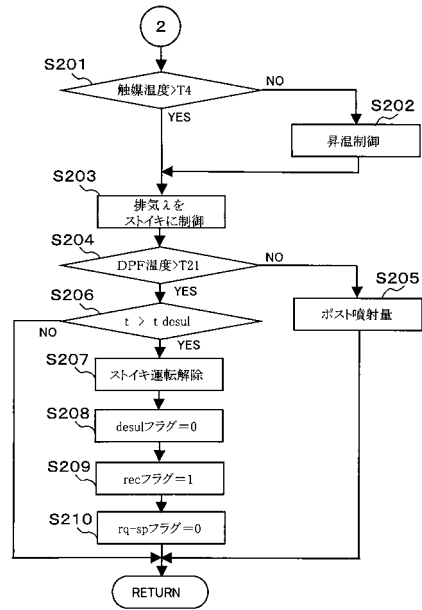 2
S201
触媒温度>T4
NO
YES
S202
昇温制御
S203
排気λを
ストイキに制御
S204
DPF温度>T21
NO
YES
S205
ポスト噴射量
S206
t > t desul
NO
YES
S207
ストイキ運転解除
S208
desulフラグ=0
S209
recフラグ=1
S210
rq-spフラグ=0
RETURN